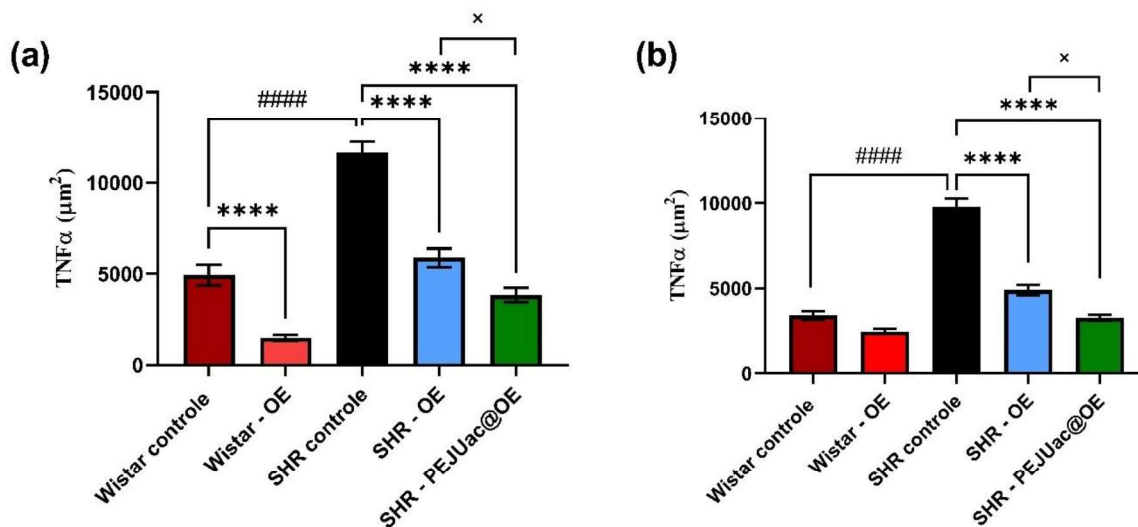 (a)
×
****
####
****
****
15000
10000
5000
0
TNFα (μm²)
Wistar controle
Wistar - OE
SHR controle
SHR - OE
SHR - PEJUac@OE
(b)
×
****
####
****
15000
10000
5000
0
TNFα (μm²)
Wistar controle
Wistar - OE
SHR controle
SHR - OE
SHR - PEJUac@OE